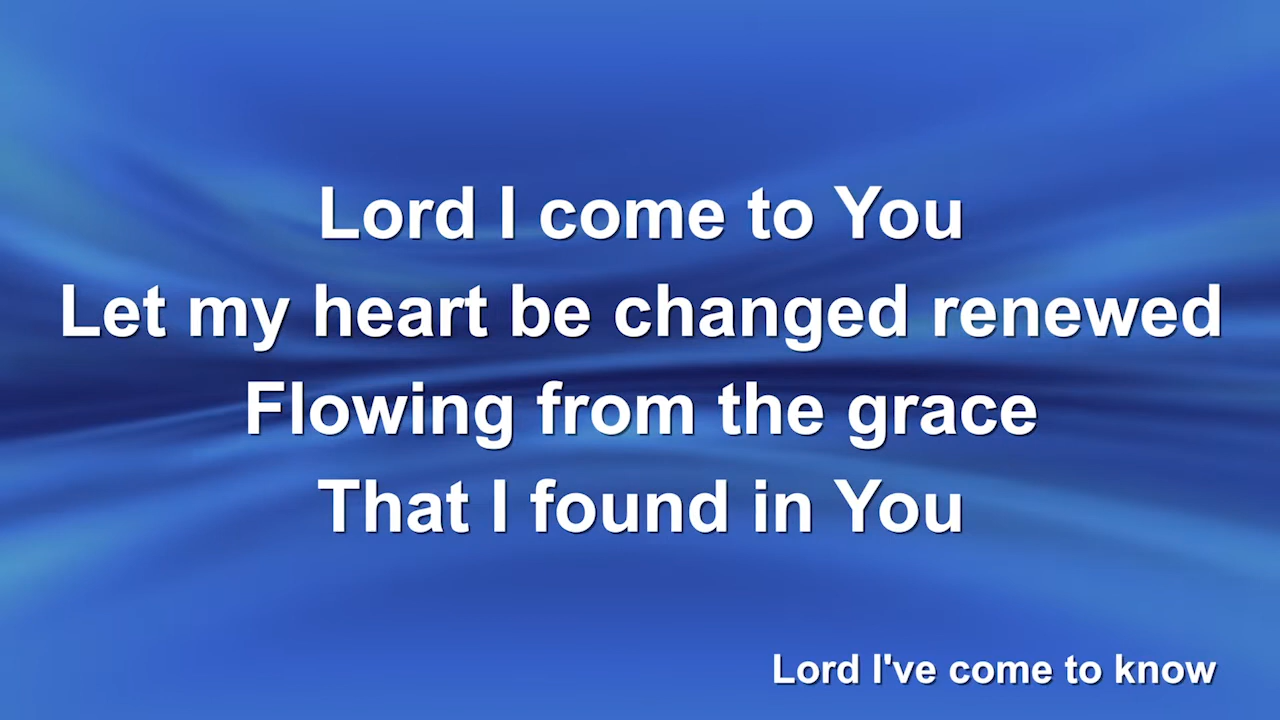 Lord I come to You
Let my heart be changed renewed
Flowing from the grace
That I found in You
Lord I've come to know